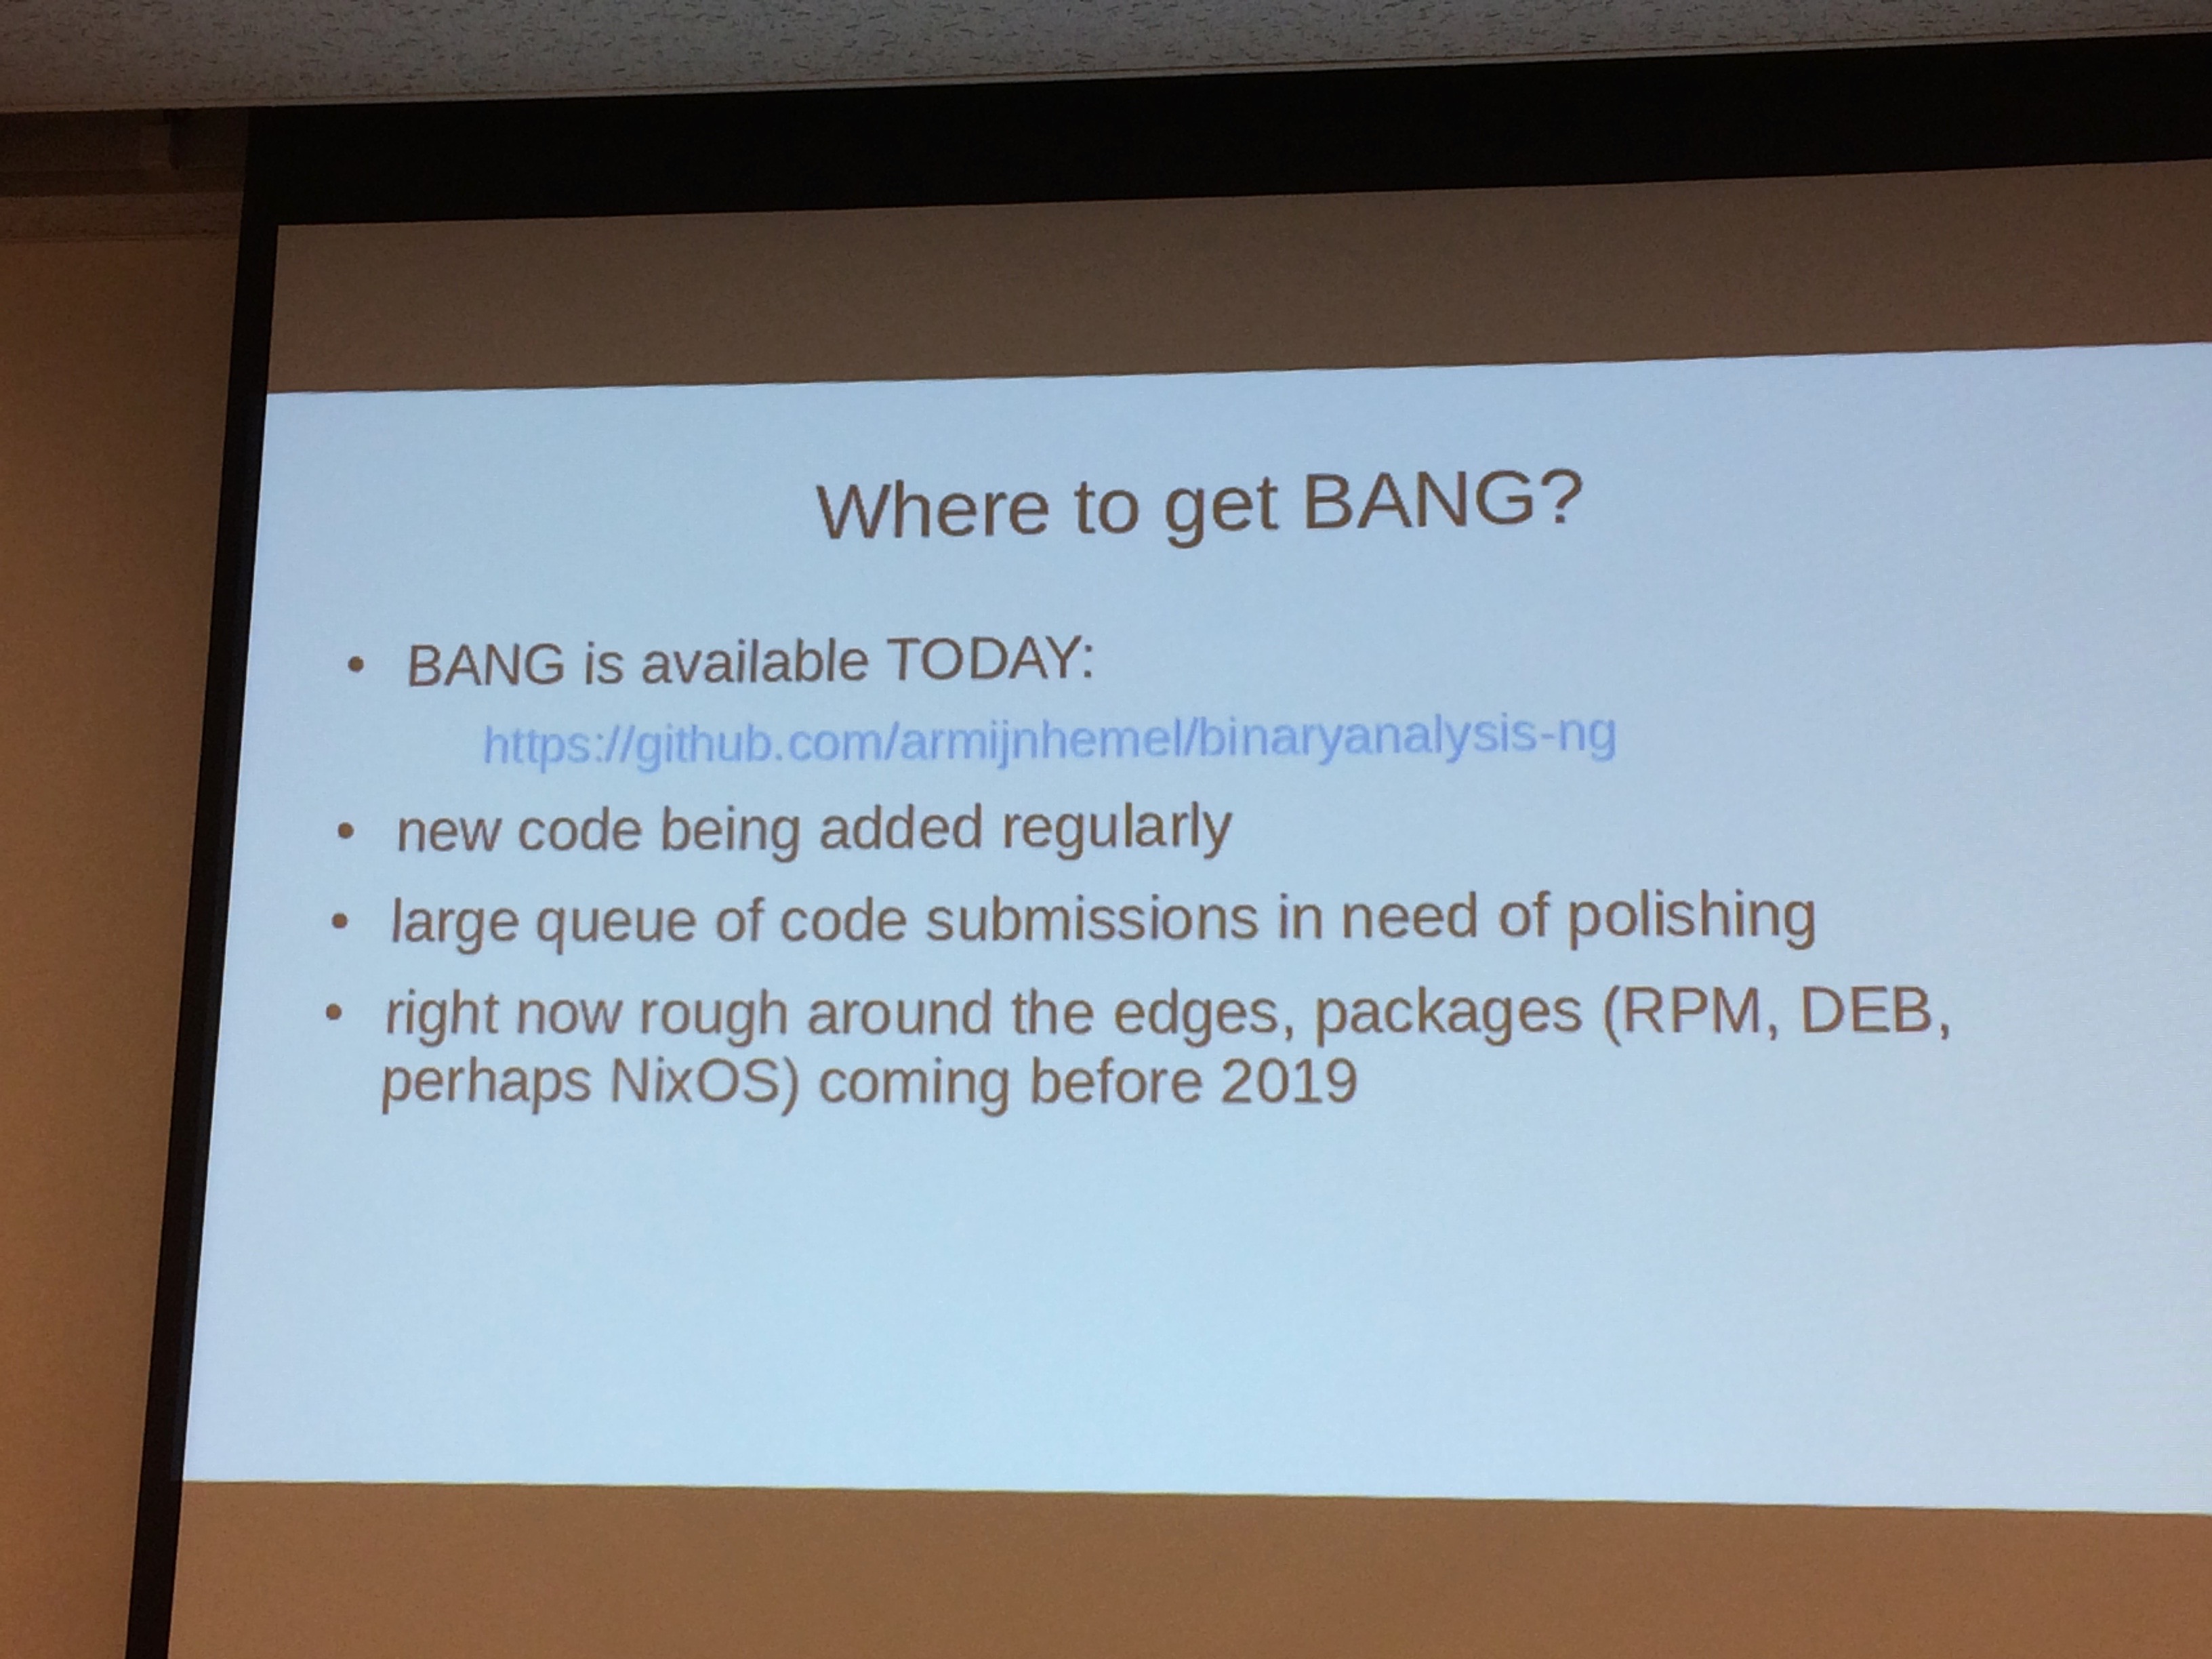 Where to get BANG?
• BANG is available TODAY:
https://github.com/armijnhemel/binaryanalysis-ng
• new code being added regularly
• large queue of code submissions in need of polishing
• right now rough around the edges, packages (RPM, DEB,
perhaps NixOS) coming before 2019